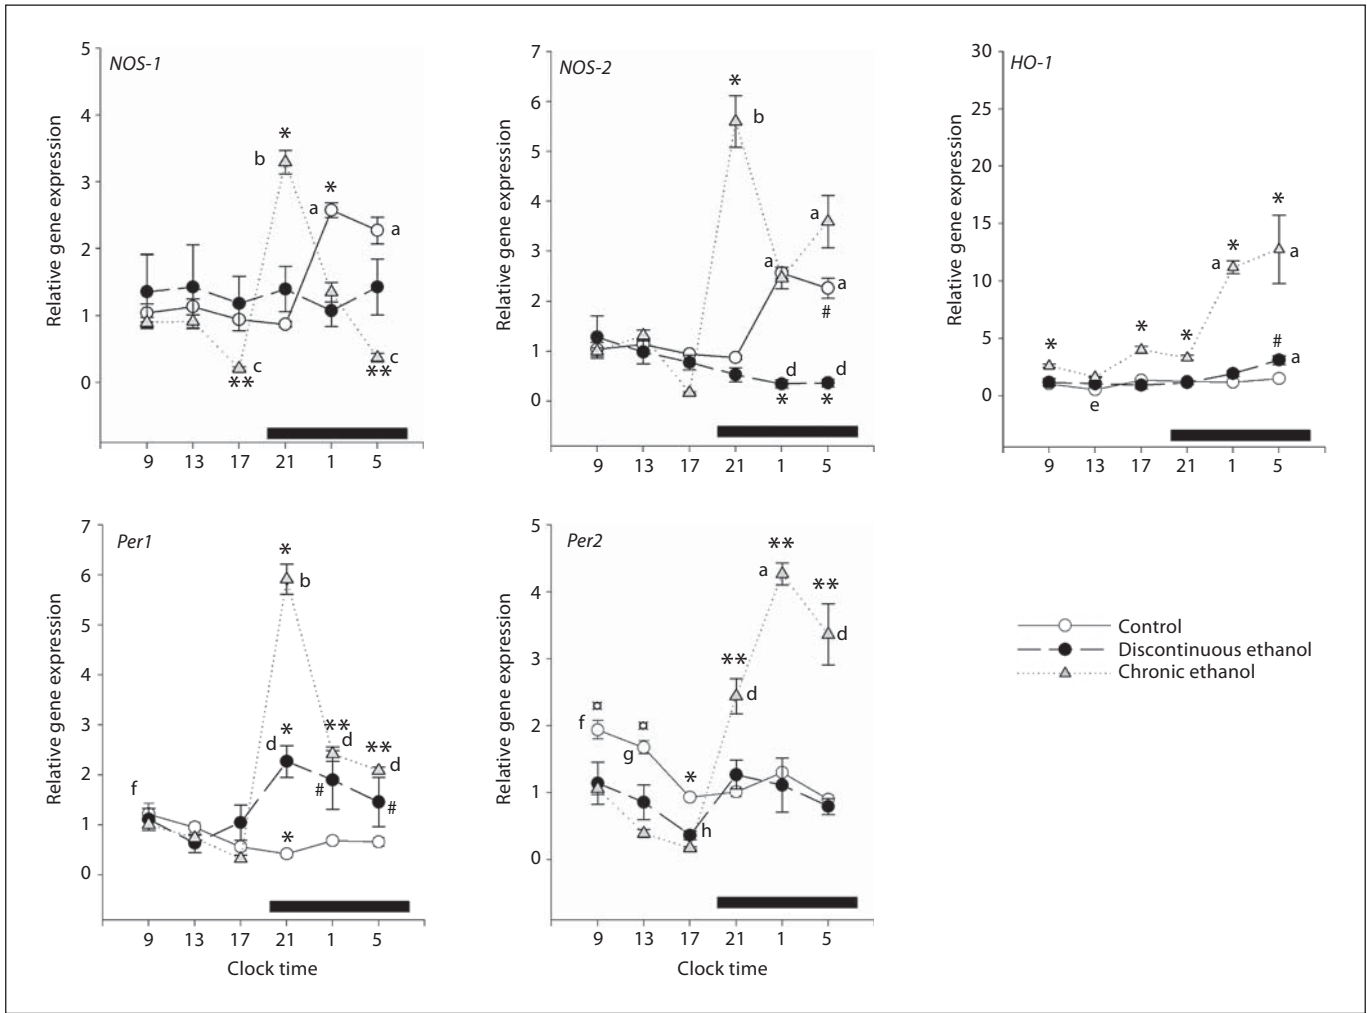 NOS-1
Relative gene expression
5
4
3
2
1
0
*
b
*
a
a
c
**
c
**
9 13 17 21 1 5
NOS-2
Relative gene expression
7
6
5
4
3
2
1
0
*
b
a
a
a
#
d
d
*
*
9 13 17 21 1 5
HO-1
Relative gene expression
30
25
20
15
10
5
0
*
*
*
*
a
*
a
#
a
e
9 13 17 21 1 5
Per1
Relative gene expression
7
6
5
4
3
2
1
0
*
b
*
d
**
d
**
d
#
#
f
*
9 13 17 21 1 5
Clock time
Per2
Relative gene expression
5
4
3
2
1
0
**
a
**
d
**
d
¤
f
¤
g
*
h
9 13 17 21 1 5
Clock time
Control
Discontinuous ethanol
Chronic ethanol